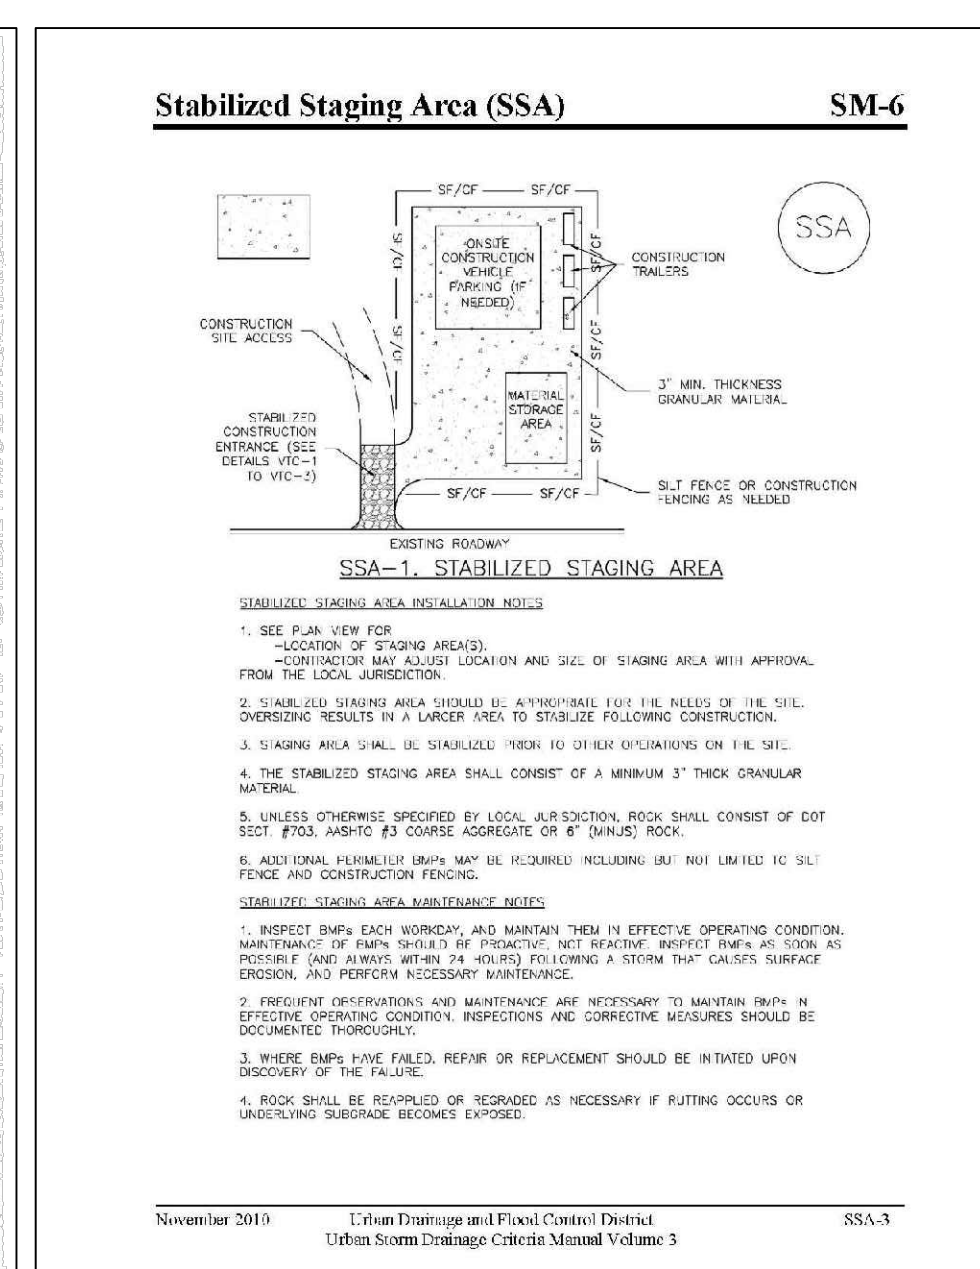 Stabilized Staging Area (SSA) SM-6
SF/CF SF/CF
SSA
SF/CF
ONSITE
CONSTRUCTION
VEHICLE
PARKING (IF
NEEDED)
SF/CF
CONSTRUCTION
TRAILERS
CONSTRUCTION
SITE ACCESS
SF/CF
SF/CF
3" MIN. THICKNESS
GRANULAR MATERIAL
MATERIAL
STORAGE
AREA
STABILIZED
CONSTRUCTION
ENTRANCE (SEE
DETAILS VTC-1
TO VTC-3)
SF/CF
SF/CF SF/CF
SILT FENCE OR CONSTRUCTION
FENCING AS NEEDED
EXISTING ROADWAY
SSA-1. STABILIZED STAGING AREA
STABILIZED STAGING AREA INSTALLATION NOTES
1. SEE PLAN VIEW FOR
-LOCATION OF STAGING AREA(S).
-CONTRACTOR MAY ADJUST LOCATION AND SIZE OF STAGING AREA WITH APPROVAL
FROM THE LOCAL JURISDICTION.
2. STABILIZED STAGING AREA SHOULD BE APPROPRIATE FOR THE NEEDS OF THE SITE.
OVERSIZING RESULTS IN A LARGER AREA TO STABILIZE FOLLOWING CONSTRUCTION.
3. STAGING AREA SHALL BE STABILIZED PRIOR TO OTHER OPERATIONS ON THE SITE.
4. THE STABILIZED STAGING AREA SHALL CONSIST OF A MINIMUM 3" THICK GRANULAR
MATERIAL.
5. UNLESS OTHERWISE SPECIFIED BY LOCAL JURISDICTION, ROCK SHALL CONSIST OF DOT
SECT. #703, AASHTO #3 COARSE AGGREGATE OR 6" (MINUS) ROCK.
6. ADDITIONAL PERIMETER BMPs MAY BE REQUIRED INCLUDING BUT NOT LIMITED TO SILT
FENCE AND CONSTRUCTION FENCING.
STABILIZED STAGING AREA MAINTENANCE NOTES
1. INSPECT BMPs EACH WORKDAY, AND MAINTAIN THEM IN EFFECTIVE OPERATING CONDITION.
MAINTENANCE OF BMPs SHOULD BE PROACTIVE, NOT REACTIVE. INSPECT BMPs AS SOON AS
POSSIBLE (AND ALWAYS WITHIN 24 HOURS) FOLLOWING A STORM THAT CAUSES SURFACE
EROSION, AND PERFORM NECESSARY MAINTENANCE.
2. FREQUENT OBSERVATIONS AND MAINTENANCE ARE NECESSARY TO MAINTAIN BMPs IN
EFFECTIVE OPERATING CONDITION. INSPECTIONS AND CORRECTIVE MEASURES SHOULD BE
DOCUMENTED THOROUGHLY.
3. WHERE BMPs HAVE FAILED, REPAIR OR REPLACEMENT SHOULD BE INITIATED UPON
DISCOVERY OF THE FAILURE.
4. ROCK SHALL BE REAPPLIED OR REGRADED AS NECESSARY IF RUTTING OCCURS OR
UNDERLYING SUBGRADE BECOMES EXPOSED.
November 2010 Urban Drainage and Flood Control District SSA-3
Urban Storm Drainage Criteria Manual Volume 3